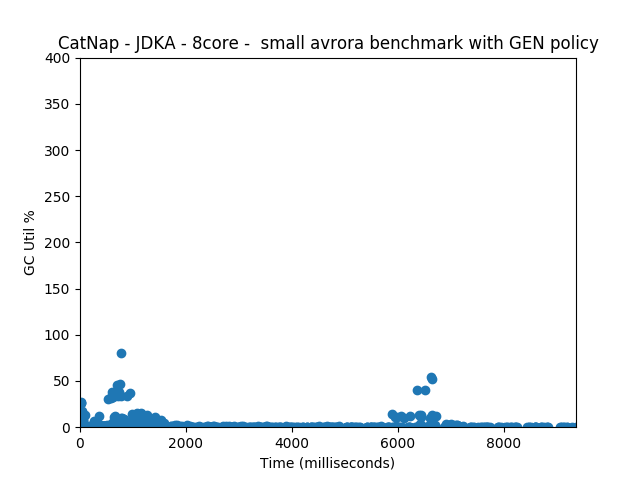 CatNap - JDKA - 8core -  small avrora benchmark with GEN policy
400
350
300
250
200
150
100
50
0
GC Util %
0 2000 4000 6000 8000
Time (milliseconds)